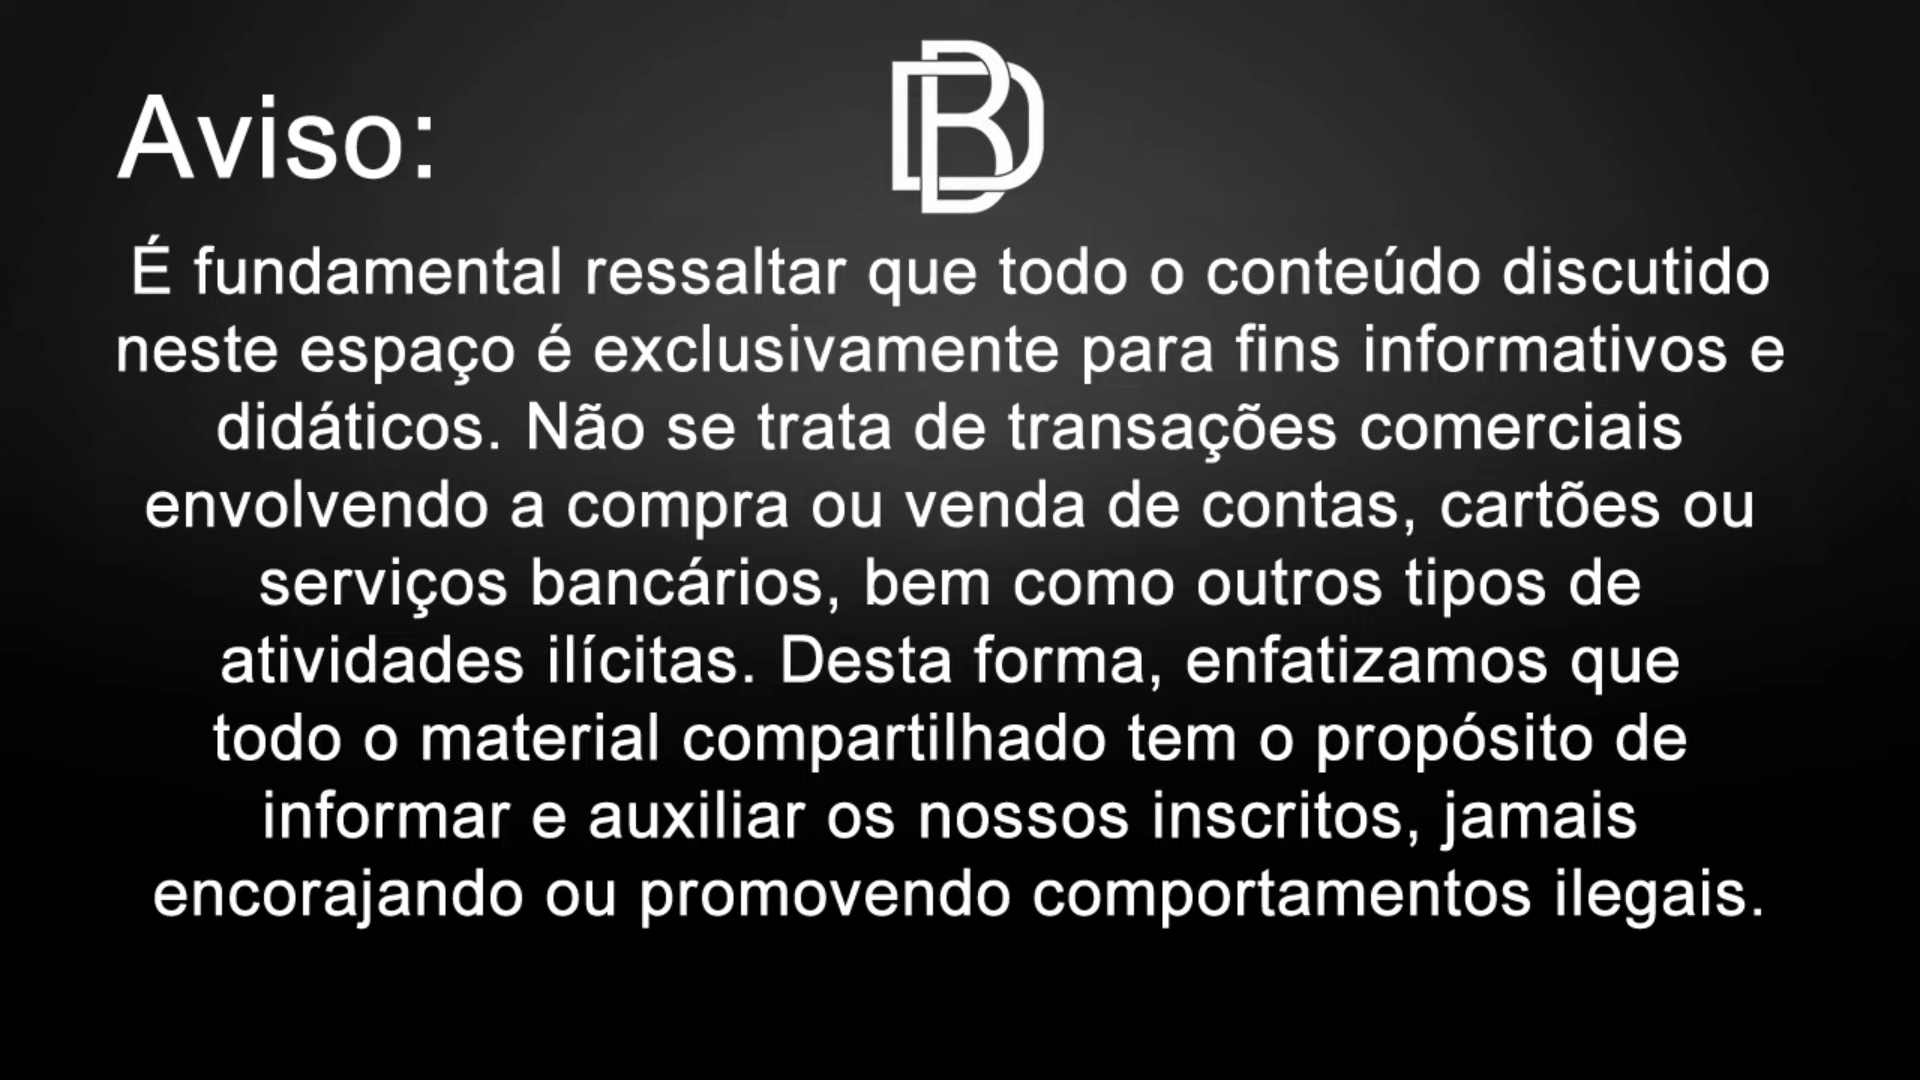 Aviso:
É fundamental ressaltar que todo o conteúdo discutido
neste espaço é exclusivamente para fins informativos e
didáticos. Não se trata de transações comerciais
envolvendo a compra ou venda de contas, cartões ou
serviços bancários, bem como outros tipos de
atividades ilícitas. Desta forma, enfatizamos que
todo o material compartilhado tem o propósito de
informar e auxiliar os nossos inscritos, jamais
encorajando ou promovendo comportamentos ilegais.